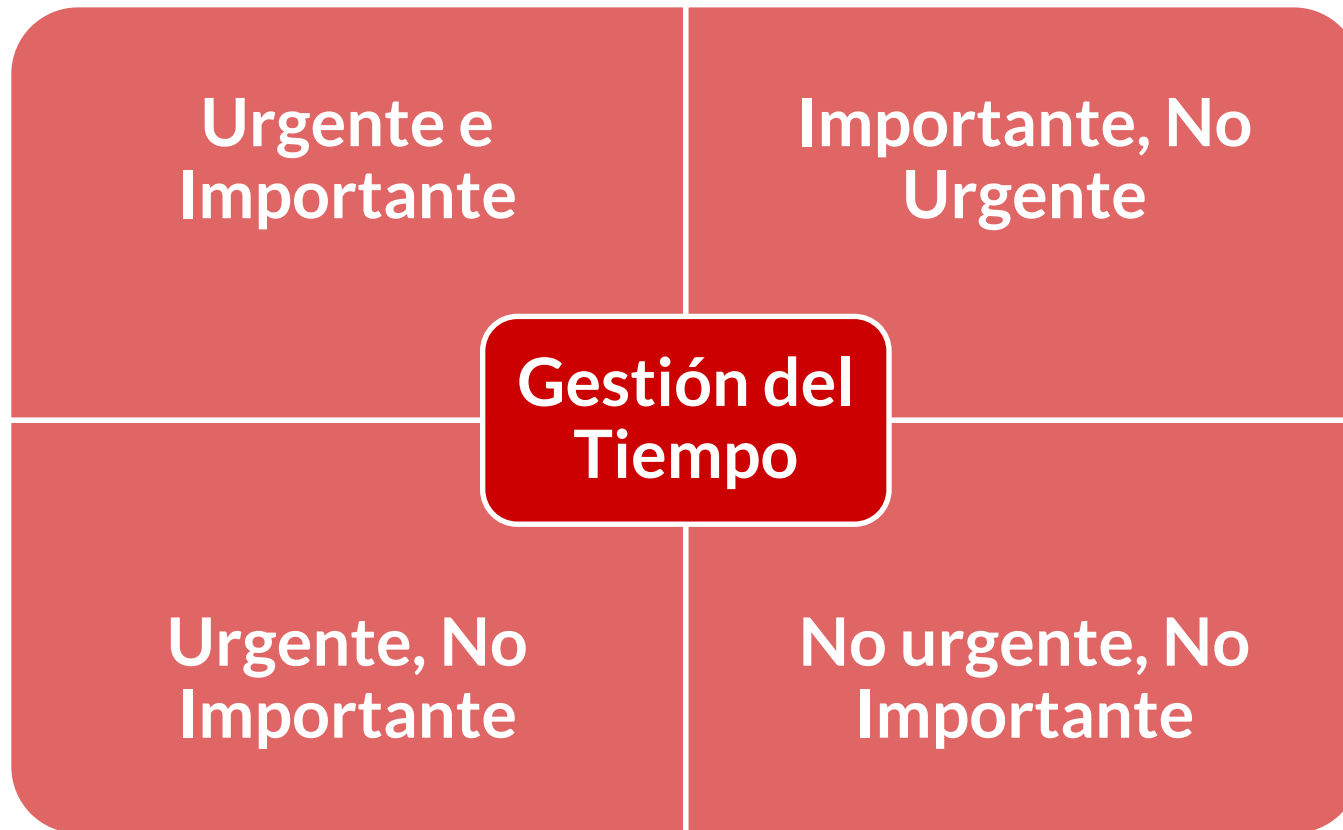 Urgente e
Importante
Importante, No
Urgente
Gestión del
Tiempo
Urgente, No
Importante
No urgente, No
Importante